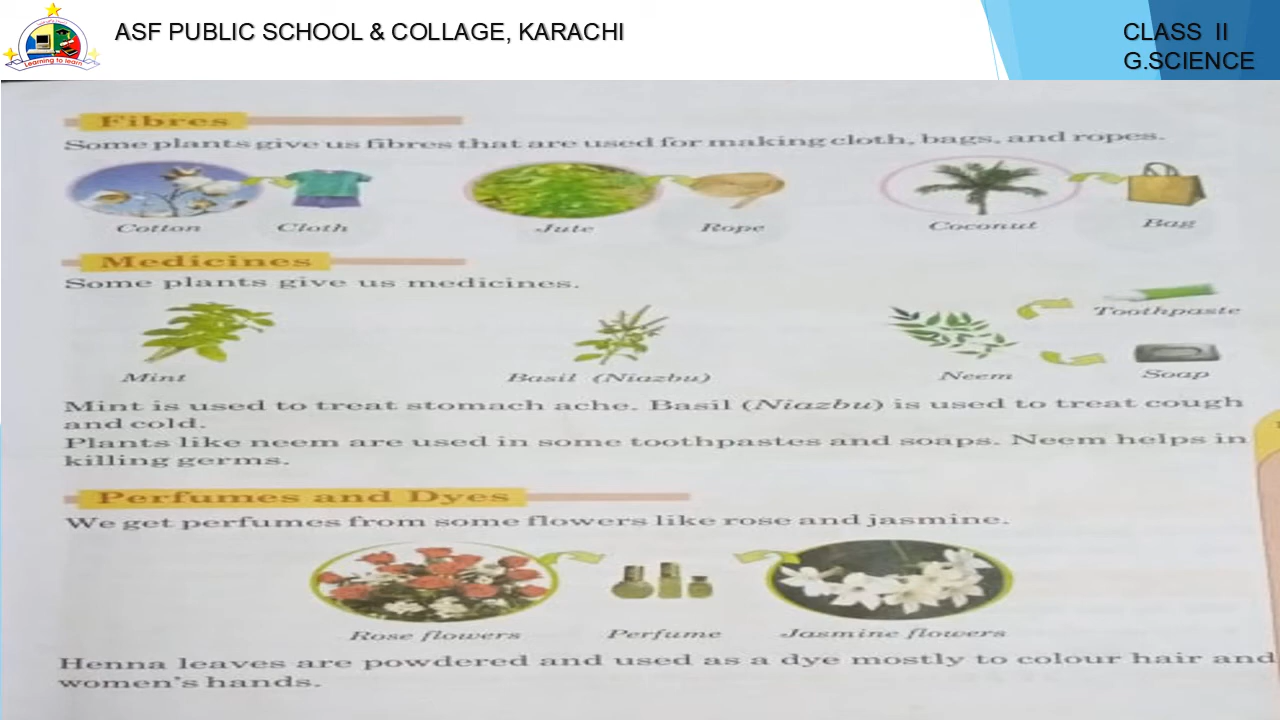 ASF PUBLIC SCHOOL & COLLAGE, KARACHI
CLASS II
G.SCIENCE
Learning to learn
Fibres
Some plants give us fibres that are used for making cloth, bags, and ropes.
Cotton Cloth Jute Rope Coconut Bag
Medicines
Some plants give us medicines.
Toothpaste
Mint Basil (Niazbu) Neem Soap
Mint is used to treat stomach ache. Basil (Niazbu) is used to treat cough
and cold.
Plants like neem are used in some toothpastes and soaps. Neem helps in
killing germs.
Perfumes and Dyes
We get perfumes from some flowers like rose and jasmine.
Rose flowers Perfume Jasmine flowers
Henna leaves are powdered and used as a dye mostly to colour hair and
women's hands.